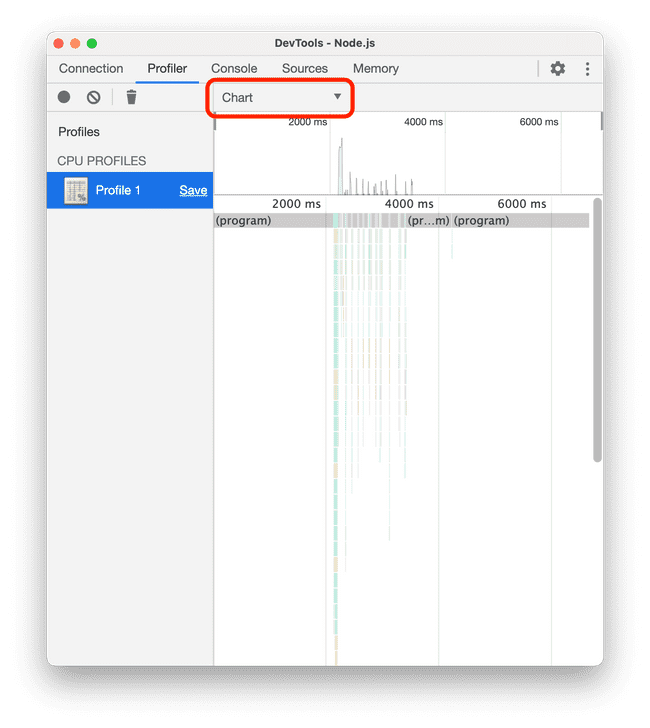 DevTools - Node.js
Connection Profiler Console Sources Memory
Chart
Profiles
CPU PROFILES
Profile 1 Save
2000 ms 4000 ms 6000 ms
2000 ms 4000 ms 6000 ms
(program) (pr...m) (program)